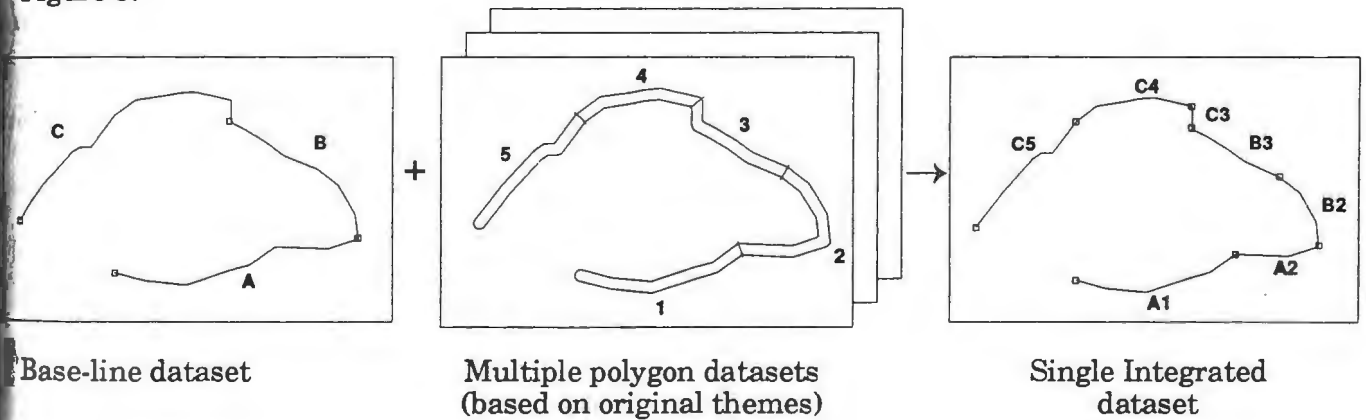 C
B
A
+
4
3
5
2
1
C4
C3
B3
C5
B2
A2
A1
Base-line dataset
Multiple polygon datasets
(based on original themes)
Single Integrated
dataset